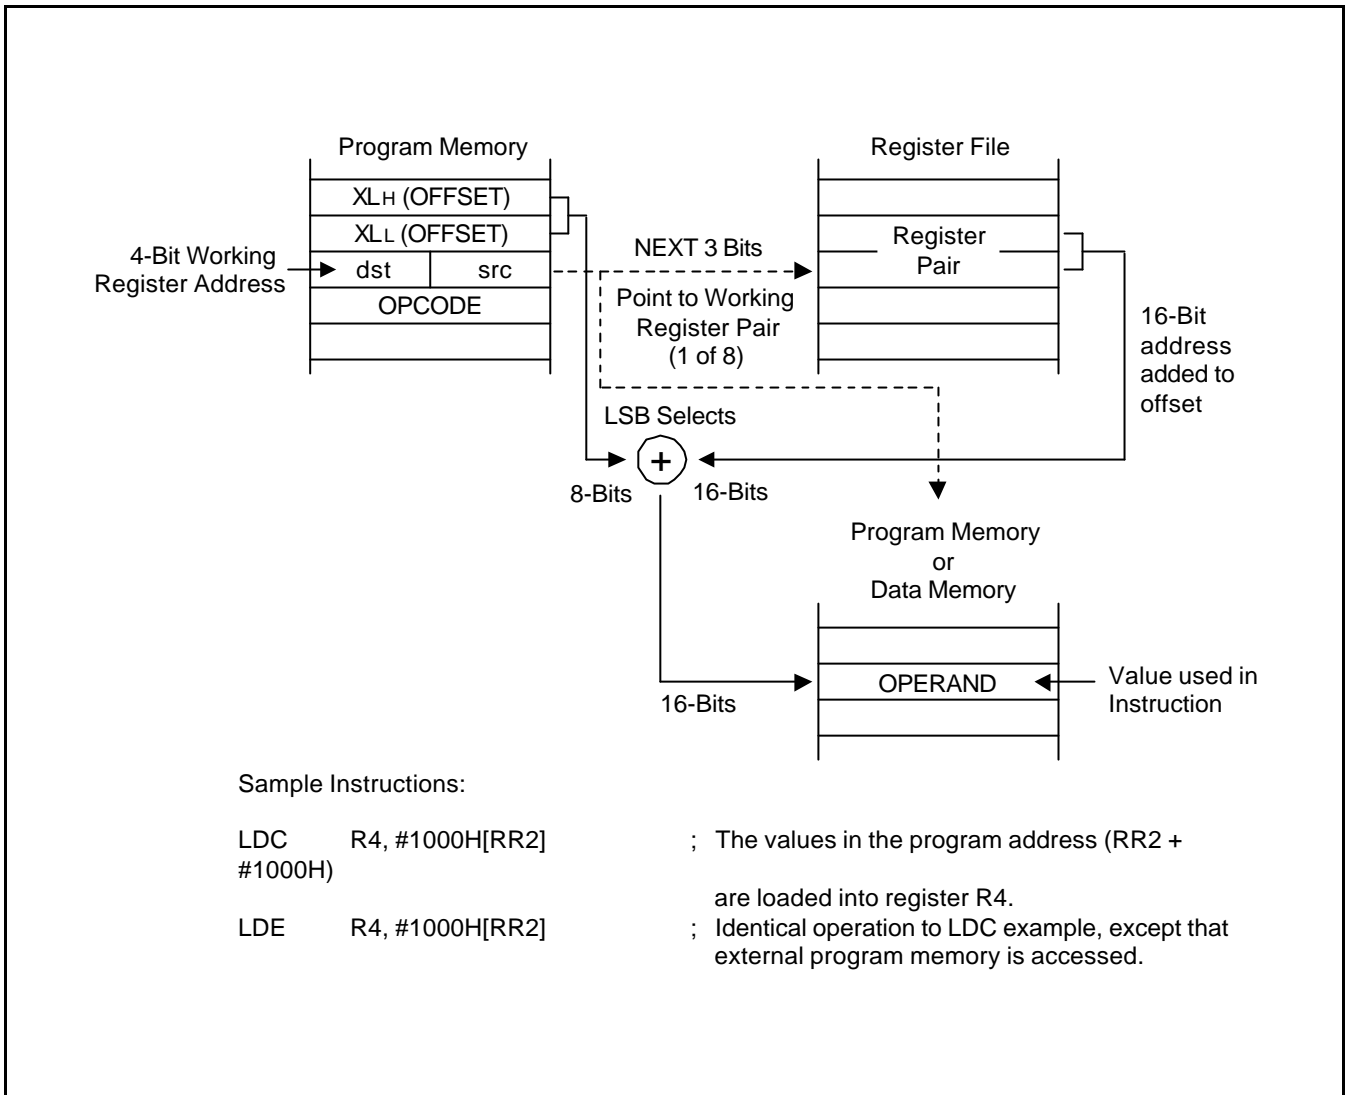 Program Memory
XLH (OFFSET)
XLL (OFFSET)
4-Bit Working
Register Address
dst
src
OPCODE
NEXT 3 Bits
Point to Working
Register Pair
(1 of 8)
Register File
Register
Pair
16-Bit
address
added to
offset
LSB Selects
+
8-Bits
16-Bits
Program Memory
or
Data Memory
OPERAND
16-Bits
Value used in
Instruction
Sample Instructions:
LDC R4, #1000H[RR2] ; The values in the program address (RR2 +
#1000H)
are loaded into register R4.
LDE R4, #1000H[RR2] ; Identical operation to LDC example, except that
external program memory is accessed.